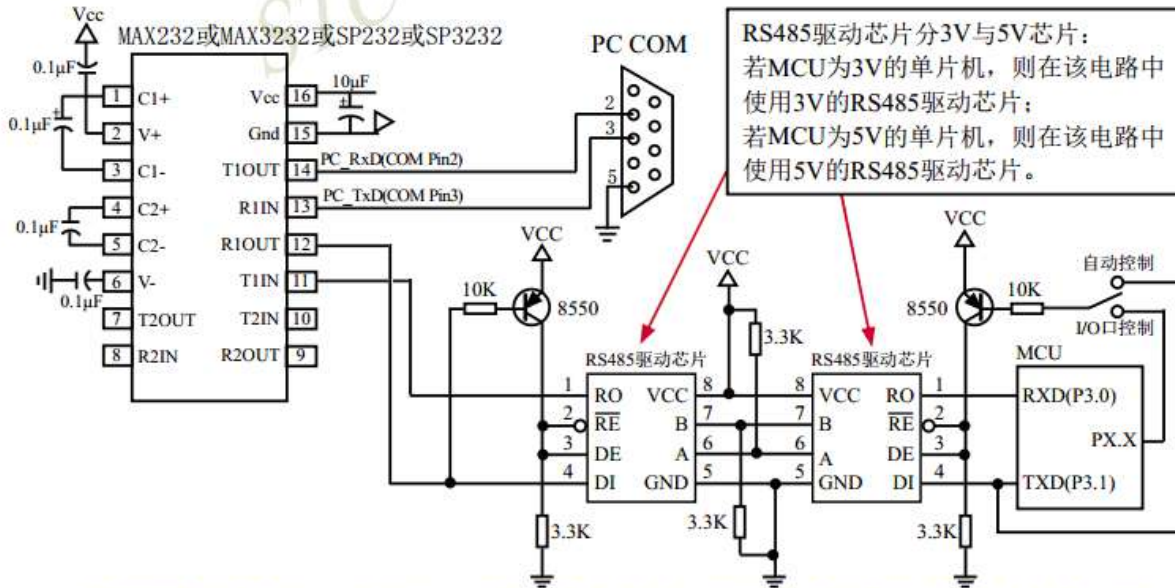 Vcc
MAX232或MAX3232或SP232或SP3232
0.1μF
0.1μF
+
0.1μF
0.1μF
1 C1+
2 V+
3 C1-
4 C2+
5 C2-
6 V-
7 T2OUT
8 R2IN
Vcc 16
Gnd 15
T1OUT 14
R1IN 13
R1OUT 12
T1IN 11
T2IN 10
R2OUT 9
10μF
+
PC_RxD(COM Pin2)
PC_TxD(COM Pin3)
PC COM
2
3
5
RS485驱动芯片分3V与5V芯片；
若MCU为3V的单片机，则在该电路中
使用3V的RS485驱动芯片；
若MCU为5V的单片机，则在该电路中
使用5V的RS485驱动芯片。
VCC
10K
8550
RS485驱动芯片
1 RO VCC 8
2 RE B 7
3 DE A 6
4 DI GND 5
3.3K
VCC
3.3K
3.3K
RS485驱动芯片
8 VCC RO 1
7 B RE 2
6 A DE 3
5 GND DI 4
VCC
8550
10K
3.3K
自动控制
I/O口控制
MCU
RXD(P3.0)
PX.X
TXD(P3.1)